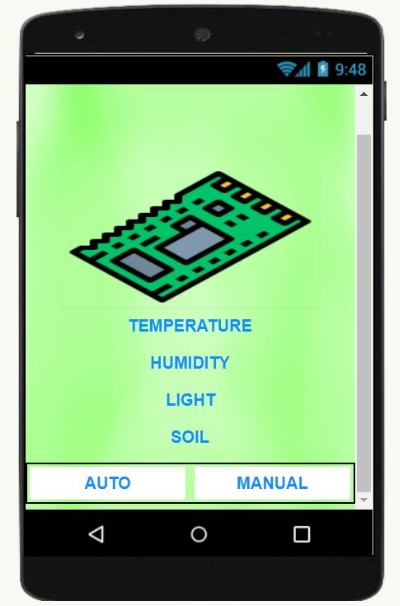 9:48
TEMPERATURE
HUMIDITY
LIGHT
SOIL
AUTO MANUAL